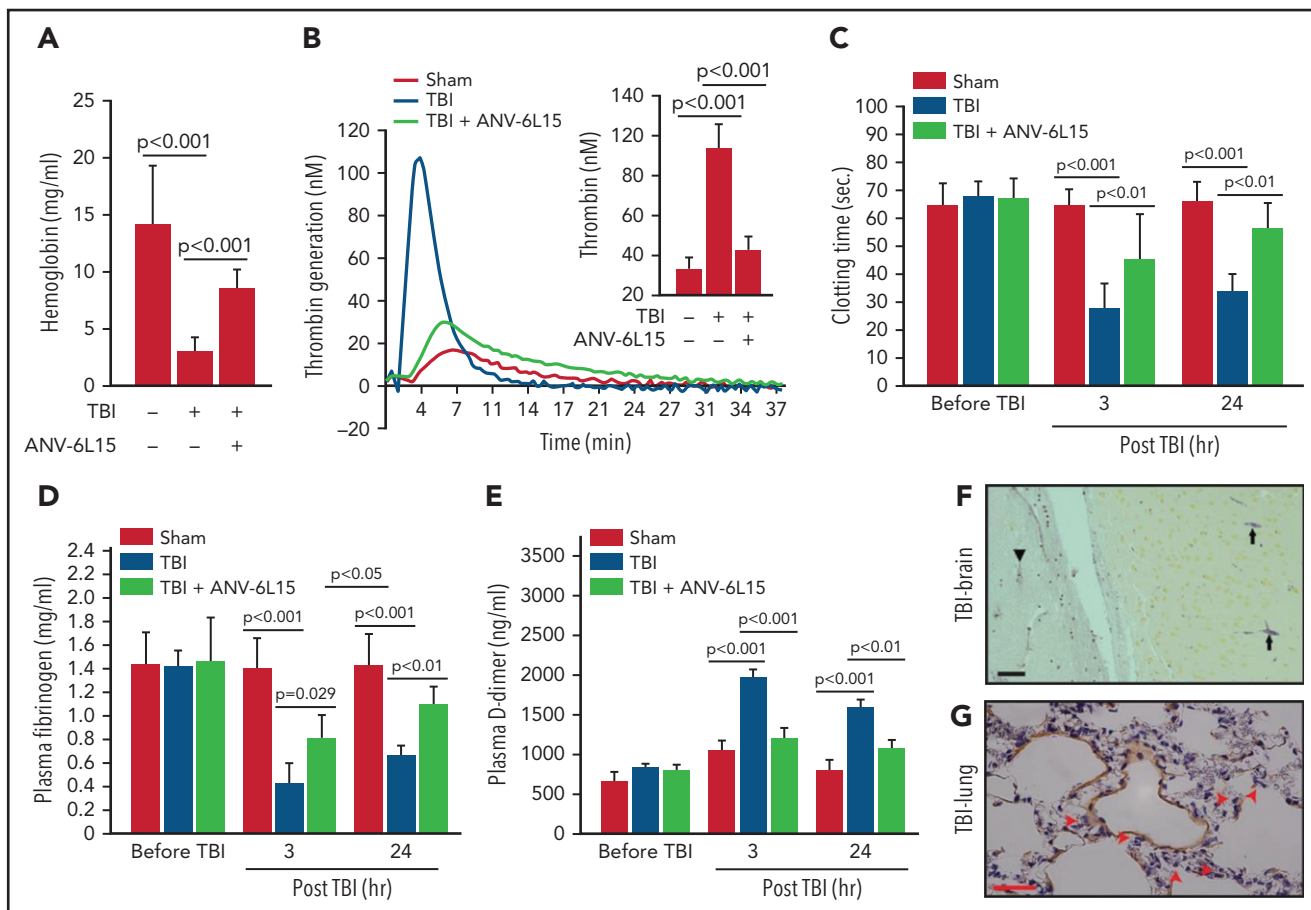 A
25
20
15
10
5
0
Hemoglobin (mg/ml)
p<0.001
p<0.001
TBI – + +
ANV-6L15 – – +
B
Sham
TBI
TBI + ANV-6L15
120
100
80
60
40
20
0
–20
Thrombin generation (nM)
4 7 11 14 17 21 24 27 31 34 37
Time (min)
p<0.001
p<0.001
140
120
100
80
60
40
20
Thrombin (nM)
TBI – + +
ANV-6L15 – – +
C
Sham
TBI
TBI + ANV-6L15
100
90
80
70
60
50
40
30
20
10
0
Clotting time (sec.)
p<0.001
p<0.01
p<0.001
p<0.01
Before TBI 3 24
Post TBI (hr)
D
Sham
TBI
TBI + ANV-6L15
2.4
2.2
2.0
1.8
1.6
1.4
1.2
1.0
0.8
0.6
0.4
0.2
0
Plasma fibrinogen (mg/ml)
p<0.05
p<0.001
p<0.001
p<0.01
p=0.029
Before TBI 3 24
Post TBI (hr)
E
Sham
TBI
TBI + ANV-6L15
3500
3000
2500
2000
1500
1000
500
0
Plasma D-dimer (ng/ml)
p<0.001
p<0.001
p<0.01
p<0.001
Before TBI 3 24
Post TBI (hr)
F
TBI-brain
G
TBI-lung